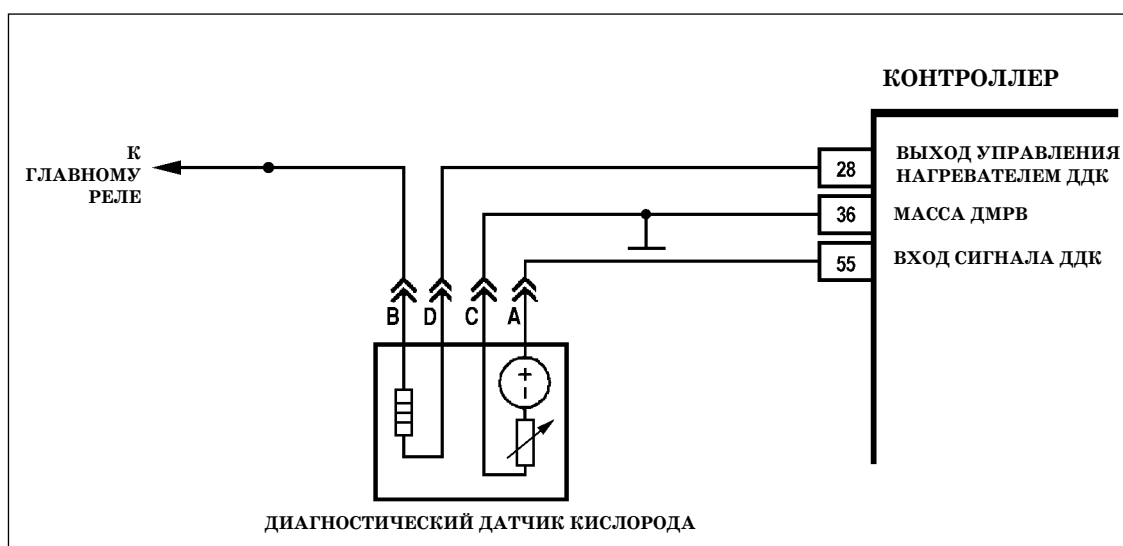 КОНТРОЛЛЕР
К
ГЛАВНОМУ
РЕЛЕ
28
ВЫХОД УПРАВЛЕНИЯ
НАГРЕВАТЕЛЕМ ДДК
36
МАССА ДМРВ
55
ВХОД СИГНАЛА ДДК
B D C A
ДИАГНОСТИЧЕСКИЙ ДАТЧИК КИСЛОРОДА